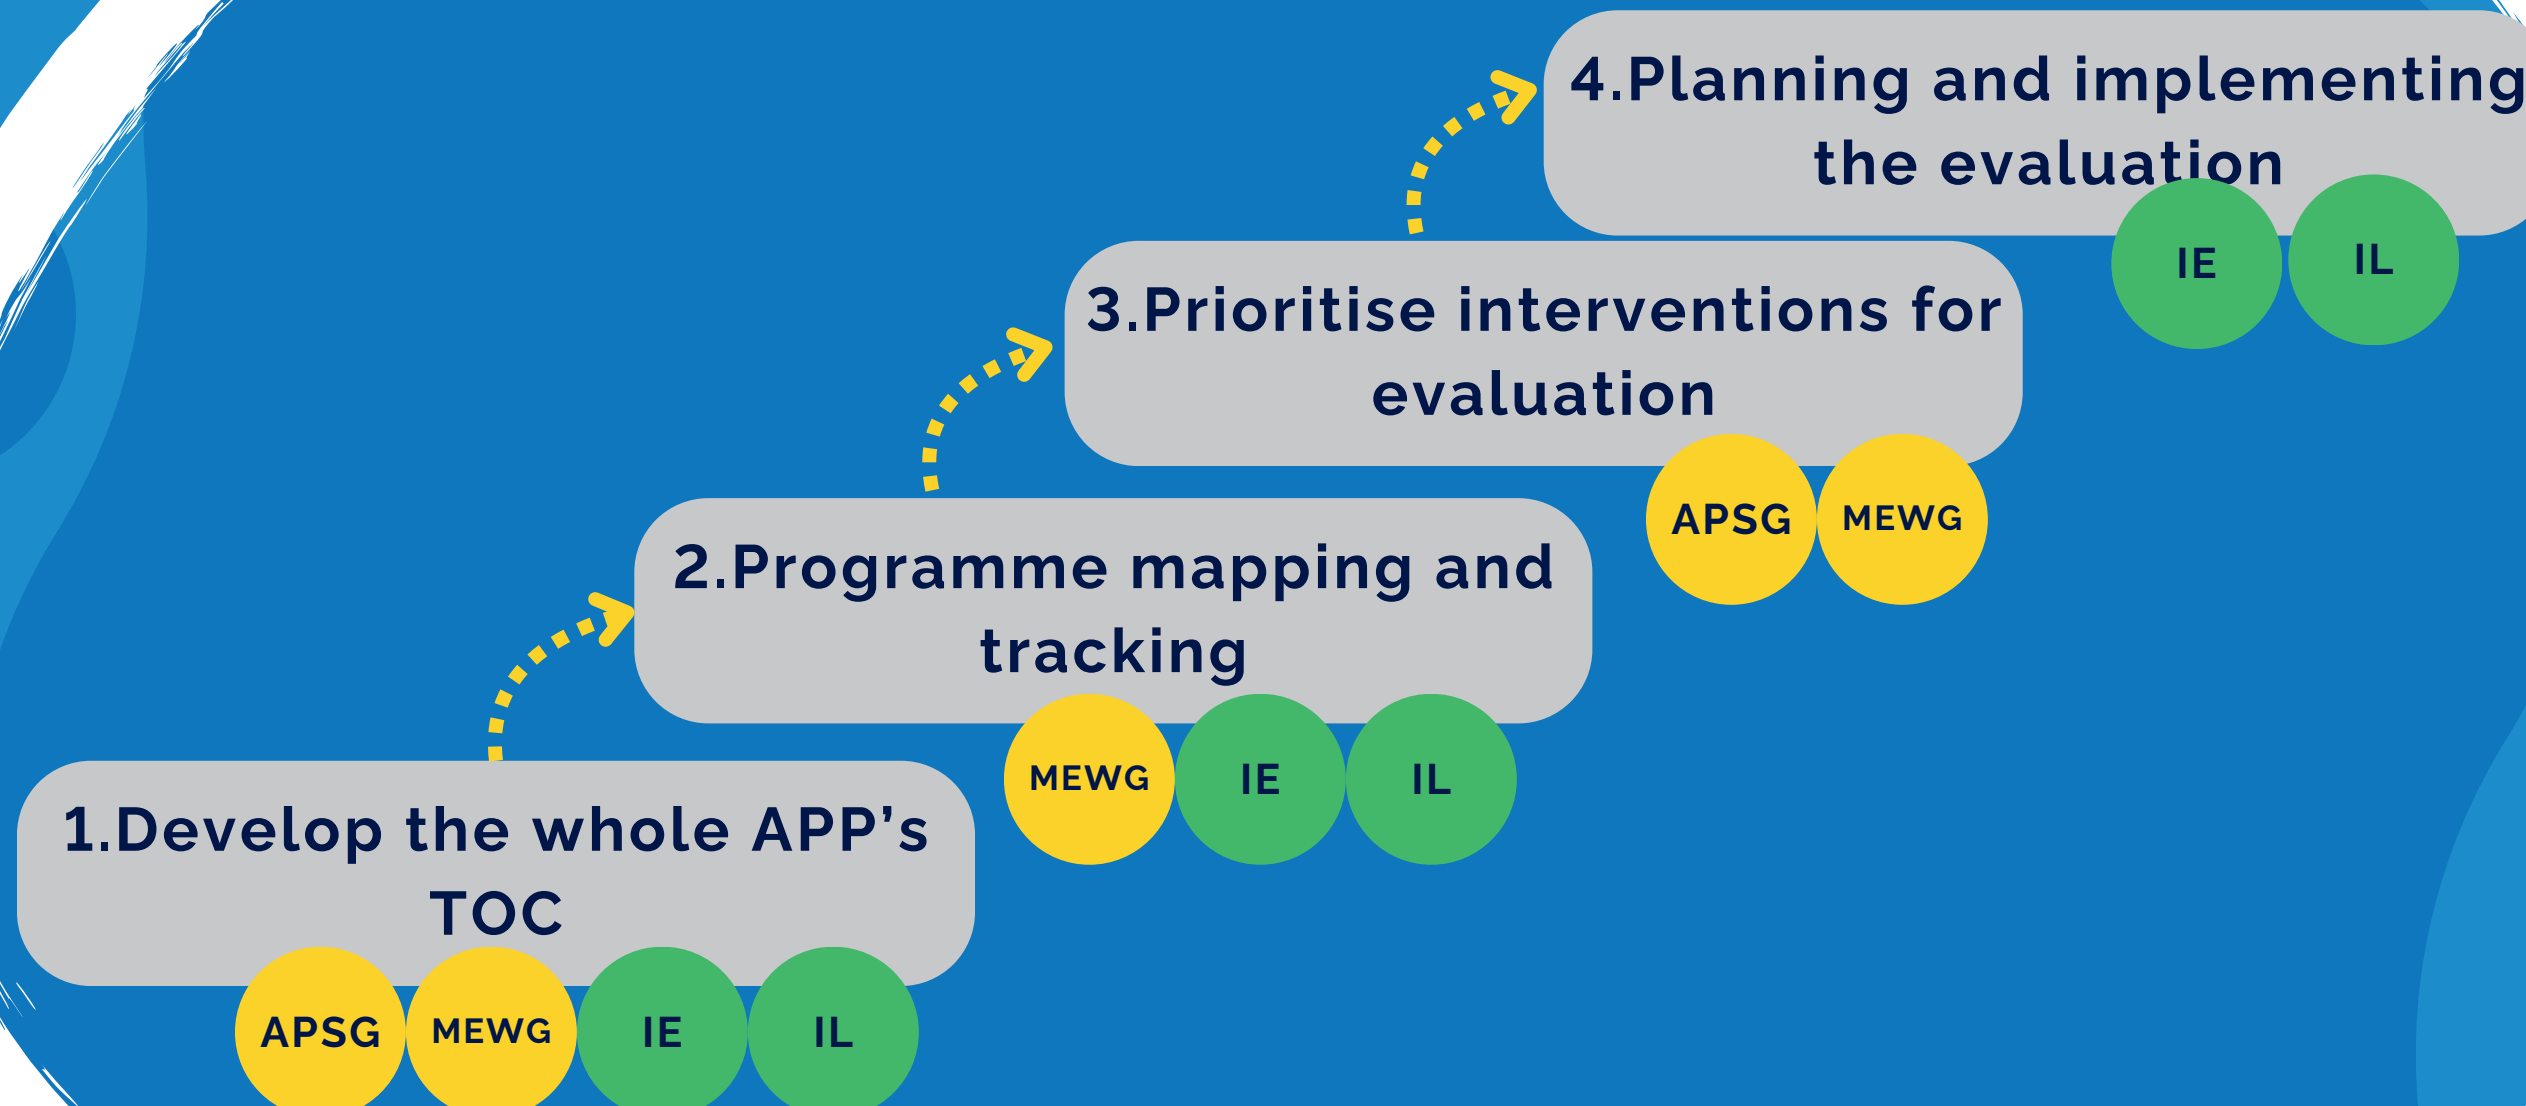 4.Planning and implementing
the evaluation
IE
IL
3.Prioritise interventions for
evaluation
APSG
MEWG
2.Programme mapping and
tracking
MEWG
IE
IL
1.Develop the whole APP’s
TOC
APSG
MEWG
IE
IL